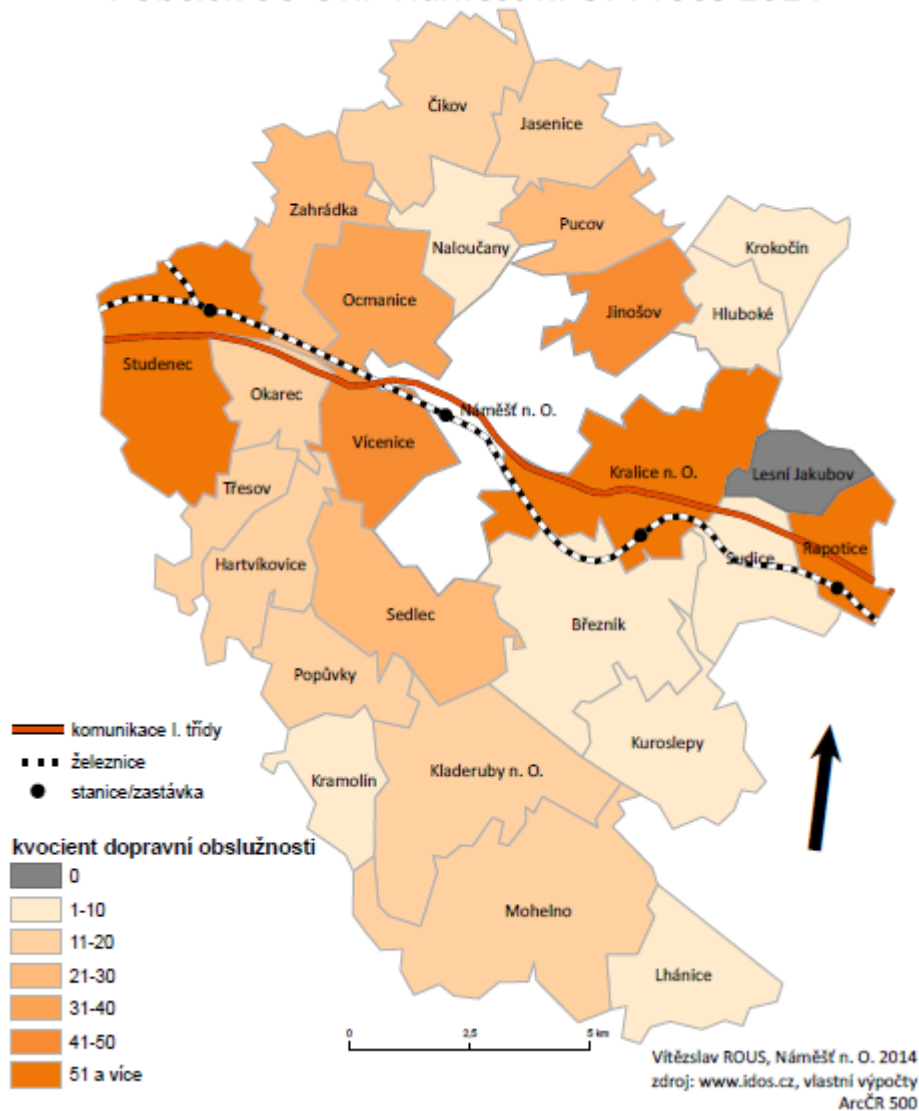 Čikov
Jasenice
Zahrádka
Naloučany
Pucov
Krokočín
Ocmanice
Jinošov
Hluboké
Studenec
Okarec
Náměšť n. O.
Vícenice
Kralice n. O.
Lesní Jakubov
Třesov
Hartvíkovice
Sudice
Rapotice
Sedlec
Březník
Popůvky
Kuroslepy
Kladeruby n. O.
Kramolín
Mohelno
Lhánice
komunikace I. třídy
železnice
stanice/zastávka
kvocient dopravní obslužnosti
0
1-10
11-20
21-30
31-40
41-50
51 a více
0 2,5 5 km
Vítězslav ROUS, Náměšť n. O. 2014
zdroj: www.idos.cz, vlastní výpočty
ArcČR 500